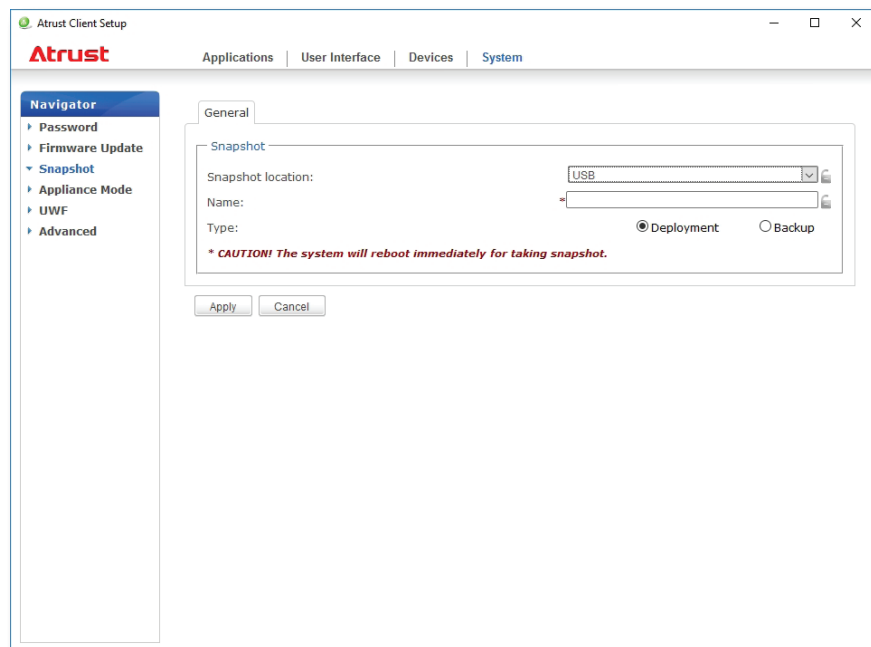 Atrust Client Setup
Atrust
Applications | User Interface | Devices | System
Navigator
Password
Firmware Update
Snapshot
Appliance Mode
UWF
Advanced
General
Snapshot
Snapshot location: USB
Name: *
Type: Deployment Backup
* CAUTION! The system will reboot immediately for taking snapshot.
Apply Cancel